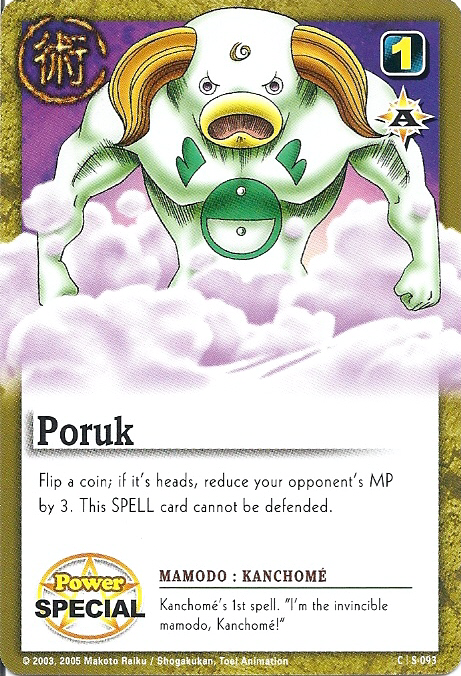 術
1
A
Poruk
Flip a coin; if it's heads, reduce your opponent's MP
by 3. This SPELL card cannot be defended.
Power
SPECIAL
MAMODO : KANCHOMÉ
Kanchomé's 1st spell. "I'm the invincible
mamodo, Kanchomé!"
© 2003, 2005 Makoto Raiku / Shogakukan, Toei Animation
C | S-093